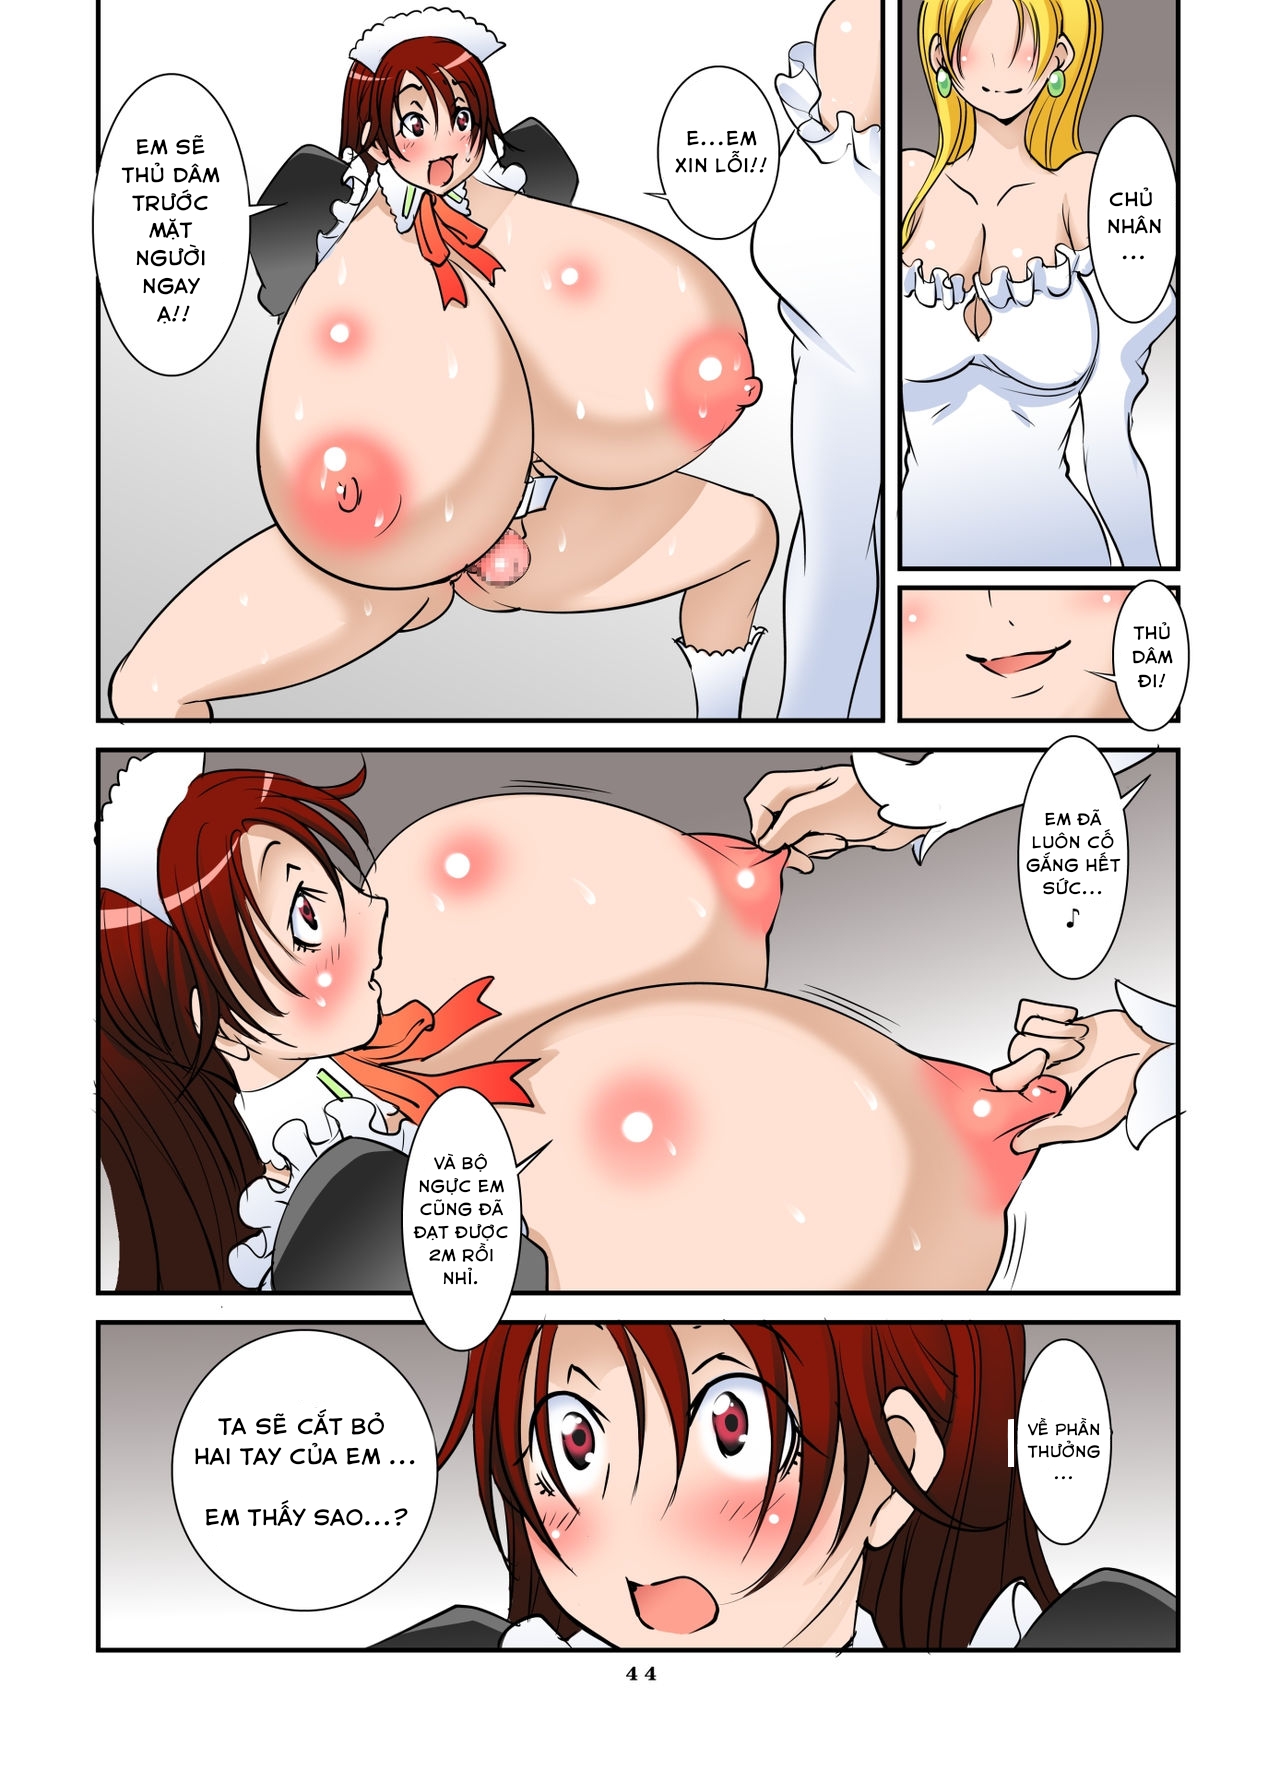 CHỦ
NHÂN
...
THỦ
DÂM
ĐI!
E...EM
XIN LỖI!!
EM SẼ
THỦ DÂM
TRƯỚC
MẶT
NGƯỜI
NGAY
Ạ!!
EM ĐÃ
LUÔN CỐ
GẮNG HẾT
SỨC...
♪
VÀ BỘ
NGỰC EM
CŨNG ĐÃ
ĐẠT ĐƯỢC
2M RỒI
NHỈ.
VỀ PHẦN
THƯỞNG
...
TA SẼ CẮT BỎ
HAI TAY CỦA EM ...
EM THẤY SAO...?
44